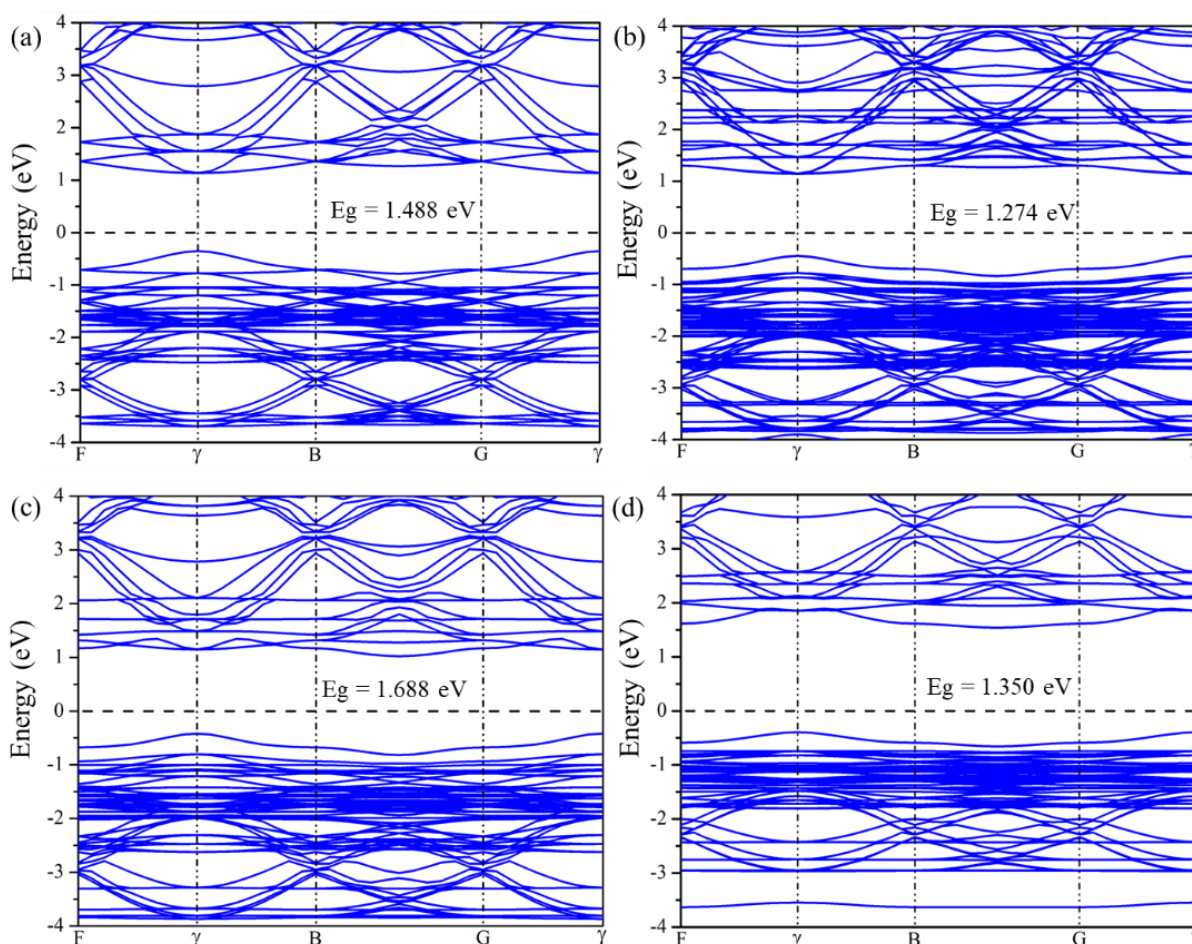 (a)
4
3
2
1
0
-1
-2
-3
-4
Energy (eV)
Eg = 1.488 eV
F γ B G γ
(b)
4
3
2
1
0
-1
-2
-3
-4
Energy (eV)
Eg = 1.274 eV
F γ B G γ
(c)
4
3
2
1
0
-1
-2
-3
-4
Energy (eV)
Eg = 1.688 eV
F γ B G γ
(d)
4
3
2
1
0
-1
-2
-3
-4
Energy (eV)
Eg = 1.350 eV
F γ B G γ